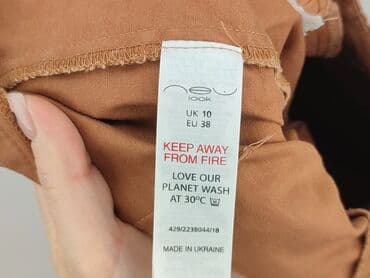 new
look
UK 10
EU 38
KEEP AWAY
FROM FIRE
LOVE OUR
PLANET WASH
AT 30ºC
429/2238044/18
MADE IN UKRAINE